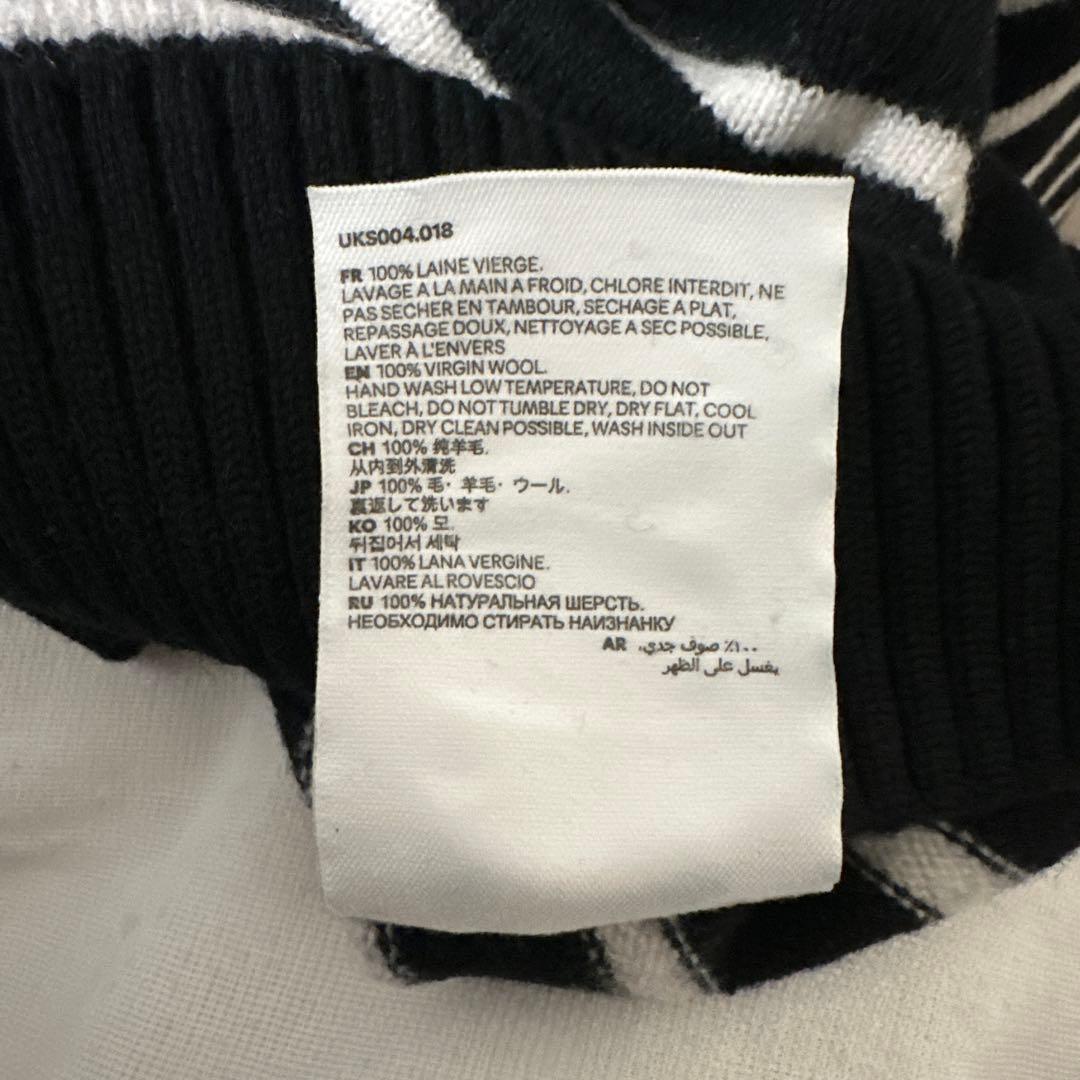 UKS004.018
FR 100% LAINE VIERGE.
LAVAGE A LA MAIN A FROID, CHLORE INTERDIT, NE
PAS SECHER EN TAMBOUR, SECHAGE A PLAT,
REPASSAGE DOUX, NETTOYAGE A SEC POSSIBLE,
LAVER À L'ENVERS
EN 100% VIRGIN WOOL.
HAND WASH LOW TEMPERATURE, DO NOT
BLEACH, DO NOT TUMBLE DRY, DRY FLAT, COOL
IRON, DRY CLEAN POSSIBLE, WASH INSIDE OUT
CH 100% 纯羊毛.
从内到外清洗
JP 100% 毛・羊毛・ウール.
裏返して洗います
KO 100% 모.
뒤집어서 세탁
IT 100% LANA VERGINE.
LAVARE AL ROVESCIO
RU 100% НАТУРАЛЬНАЯ ШЕРСТЬ.
НЕОБХОДИМО СТИРАТЬ НАИЗНАНКУ
AR ١٠٠٪ صوف جدي.
يغسل على الظهر